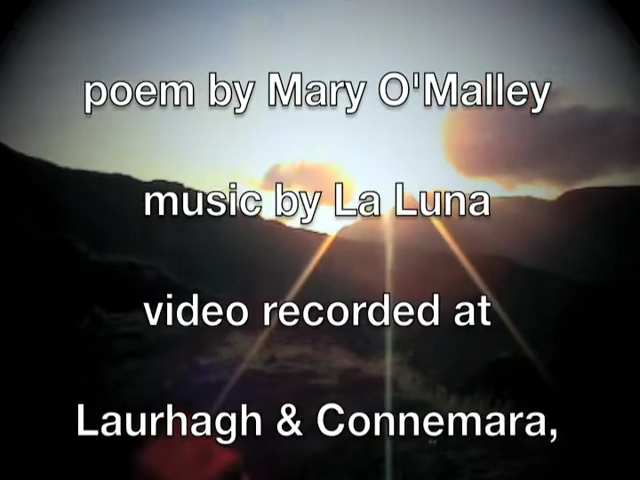 poem by Mary O'Malley
music by La Luna
video recorded at
Laurhagh & Connemara,